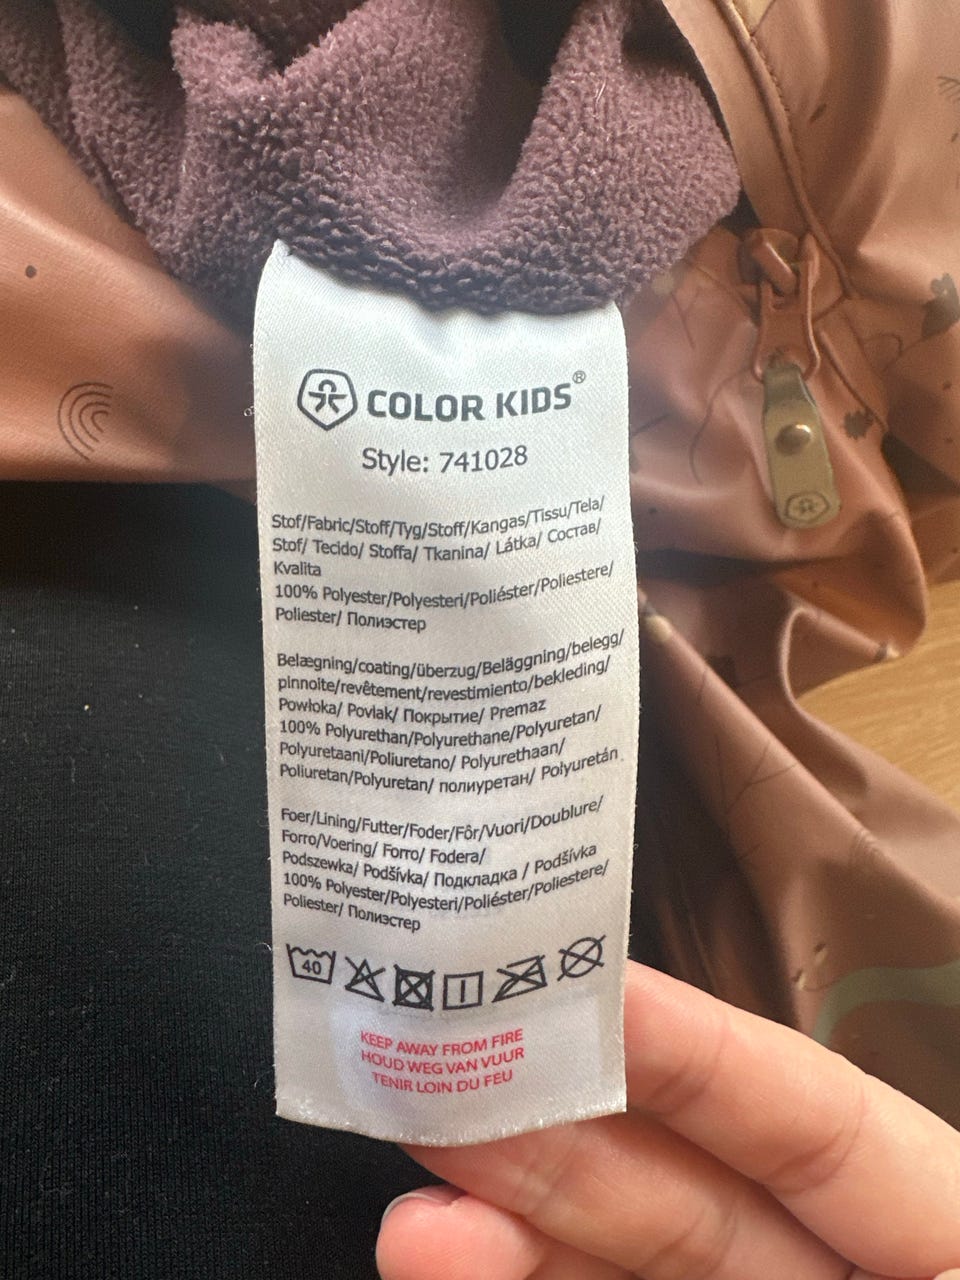 COLOR KIDS®
Style: 741028
Stof/Fabric/Stoff/Tyg/Stoff/Kangas/Tissu/Tela/
Stof/ Tecido/ Stoffa/ Tkanina/ Látka/ Состав/
Kvalita
100% Polyester/Polyesteri/Poliéster/Poliestere/
Poliester/ Полиэстер
Belægning/coating/überzug/Beläggning/belegg/
pinnoite/revêtement/revestimiento/bekleding/
Powłoka/ Povlak/ Покрытие/ Premaz
100% Polyurethan/Polyurethane/Polyuretan/
Polyuretaani/Poliuretano/ Polyurethaan/
Poliuretan/Polyuretan/ полиуретан/ Polyuretán
Foer/Lining/Futter/Foder/Fôr/Vuori/Doublure/
Forro/Voering/ Forro/ Fodera/
Podszewka/ Podšívka/ Подкладка / Podšívka
100% Polyester/Polyesteri/Poliéster/Poliestere/
Poliester/ Полиэстер
40
KEEP AWAY FROM FIRE
HOUD WEG VAN VUUR
TENIR LOIN DU FEU